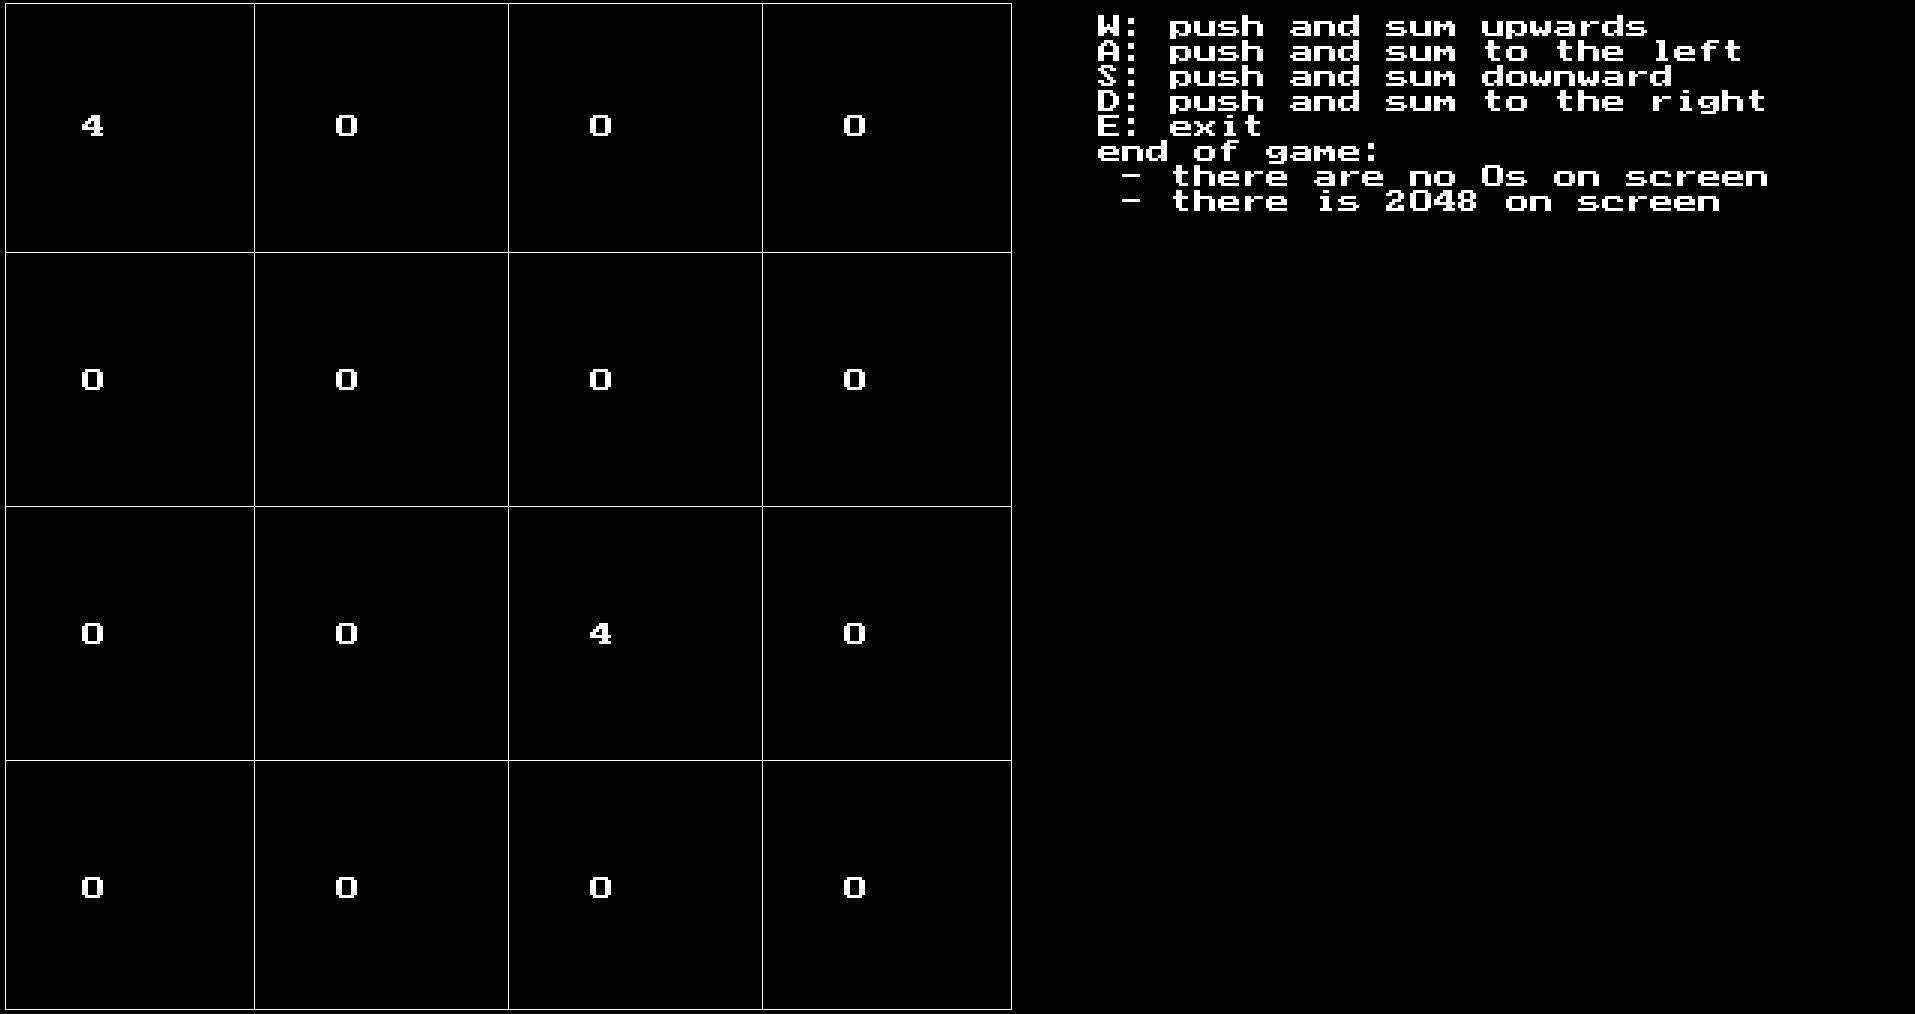 4 0 0 0
0 0 0 0
0 0 4 0
0 0 0 0
W: push and sum upwards
A: push and sum to the left
S: push and sum downward
D: push and sum to the right
E: exit
end of game:
- there are no 0s on screen
- there is 2048 on screen